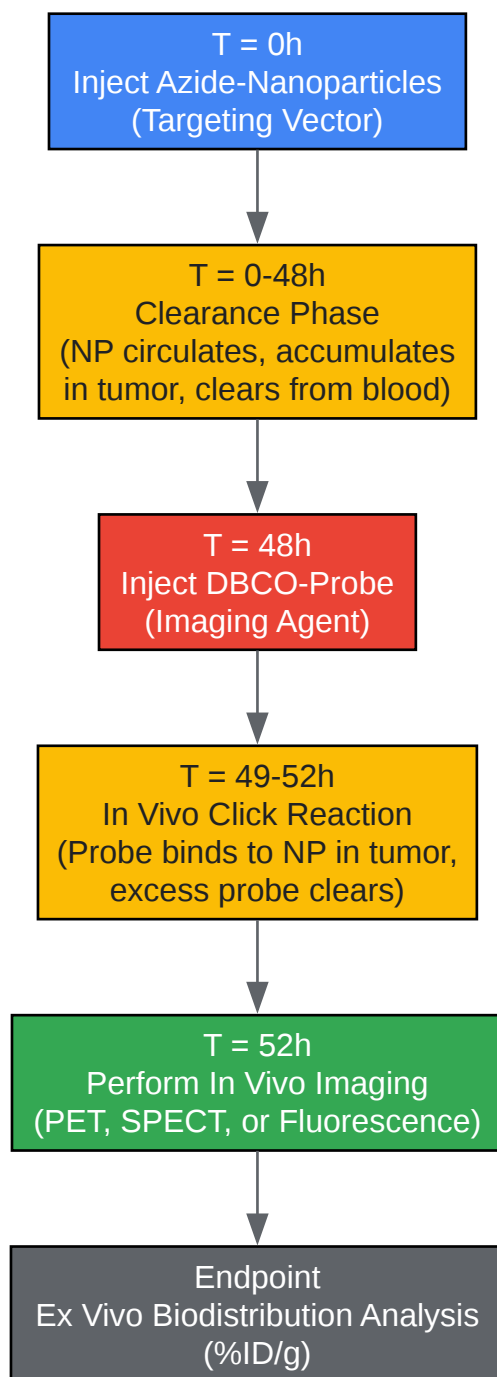 T = 0h
Inject Azide-Nanoparticles
(Targeting Vector)
T = 0-48h
Clearance Phase
(NP circulates, accumulates
in tumor, clears from blood)
T = 48h
Inject DBCO-Probe
(Imaging Agent)
T = 49-52h
In Vivo Click Reaction
(Probe binds to NP in tumor,
excess probe clears)
T = 52h
Perform In Vivo Imaging
(PET, SPECT, or Fluorescence)
Endpoint
Ex Vivo Biodistribution Analysis
(%ID/g)